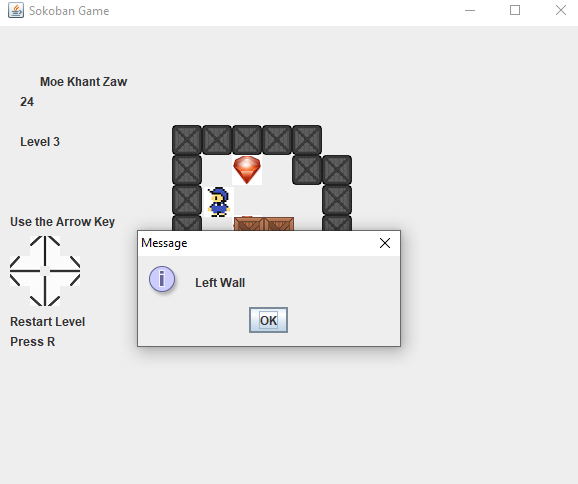 Sokoban Game
Moe Khant Zaw
24
Level 3
Use the Arrow Key
Message
Left Wall
OK
Restart Level
Press R